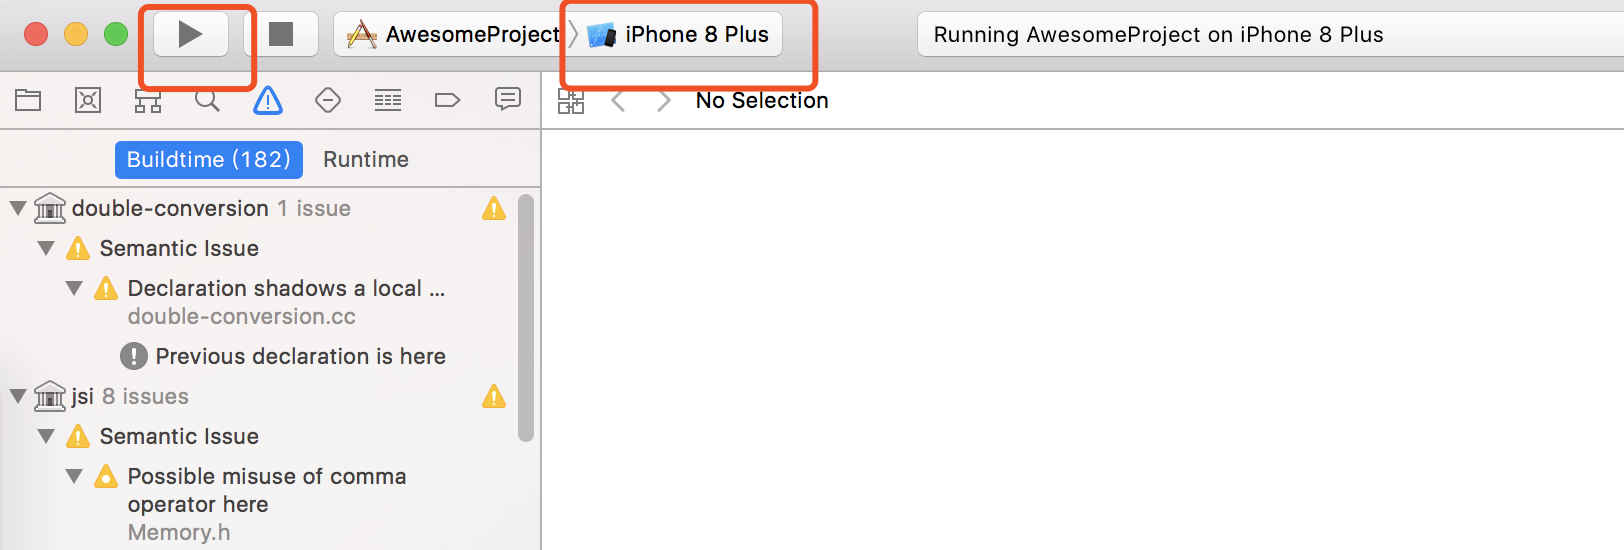 AwesomeProject
iPhone 8 Plus
Running AwesomeProject on iPhone 8 Plus
No Selection
Buildtime (182)
Runtime
double-conversion 1 issue
Semantic Issue
Declaration shadows a local ...
double-conversion.cc
Previous declaration is here
jsi 8 issues
Semantic Issue
Possible misuse of comma
operator here
Memory.h